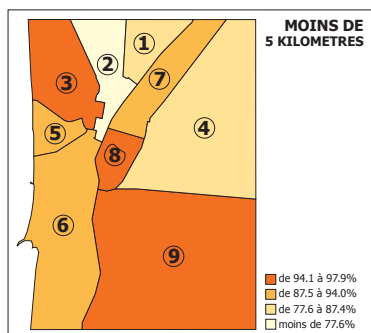 MOINS DE
5 KILOMETRES
1
2
7
3
4
5
8
6
9
de 94.1 à 97.9%
de 87.5 à 94.0%
de 77.6 à 87.4%
moins de 77.6%